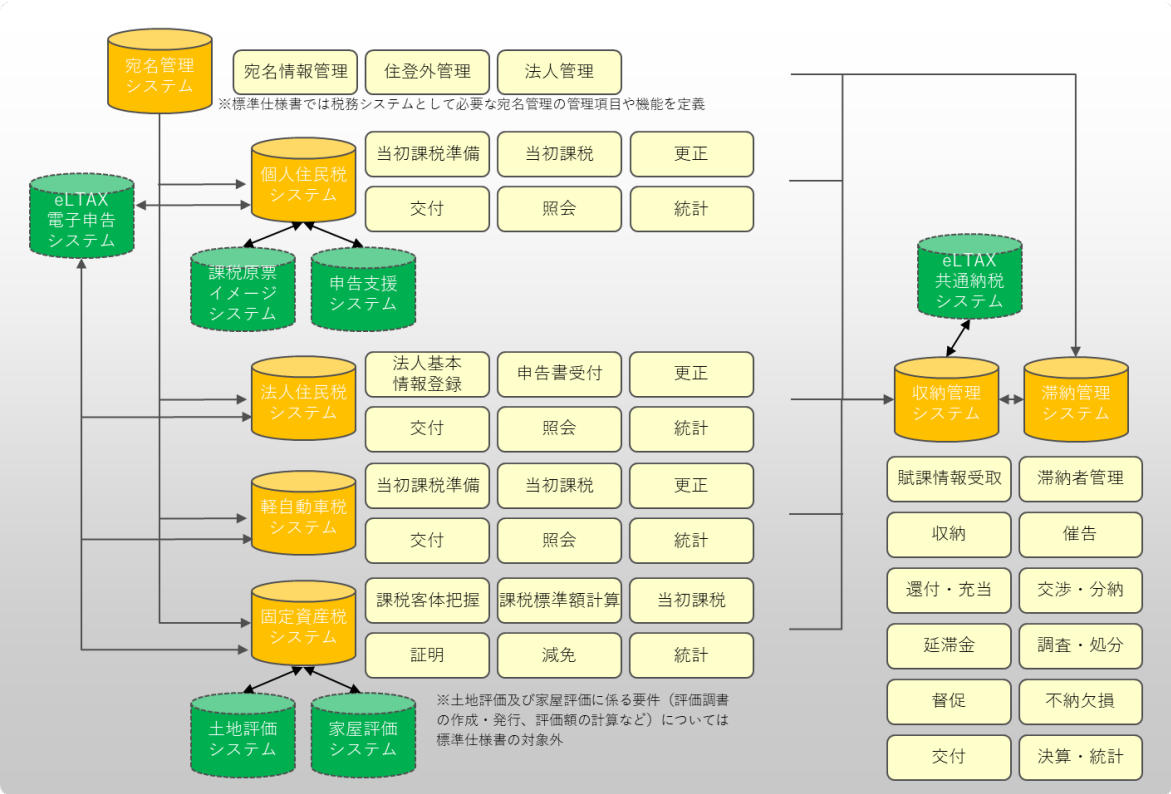 宛名管理
システム
宛名情報管理
住登外管理
法人管理
※標準仕様書では税務システムとして必要な宛名管理の管理項目や機能を定義
eLTAX
電子申告
システム
個人住民税
システム
当初課税準備
当初課税
更正
交付
照会
統計
課税原票
イメージ
システム
申告支援
システム
法人住民税
システム
法人基本
情報登録
申告書受付
更正
交付
照会
統計
軽自動車税
システム
当初課税準備
当初課税
更正
交付
照会
統計
固定資産税
システム
課税客体把握
課税標準額計算
当初課税
証明
減免
統計
土地評価
システム
家屋評価
システム
※土地評価及び家屋評価に係る要件（評価調書
の作成・発行、評価額の計算など）については
標準仕様書の対象外
eLTAX
共通納税
システム
収納管理
システム
滞納管理
システム
賦課情報受取
滞納者管理
収納
催告
還付・充当
交渉・分納
延滞金
調査・処分
督促
不納欠損
交付
決算・統計